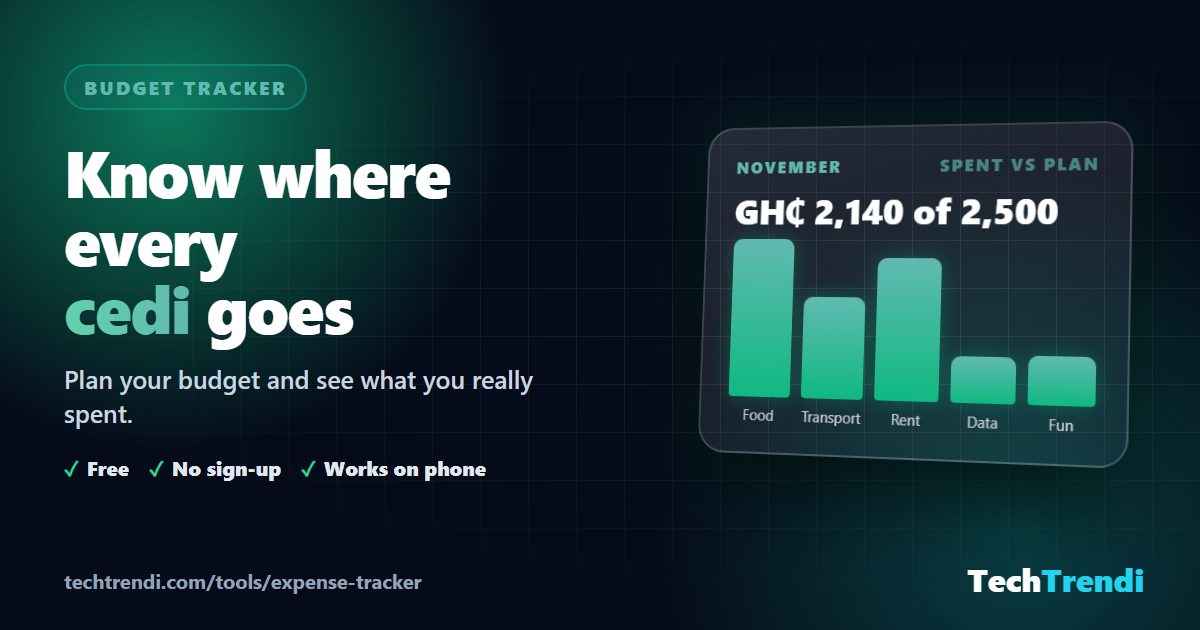 BUDGET TRACKER
Know where
every
cedi goes
Plan your budget and see what you really
spent.
✓ Free ✓ No sign-up ✓ Works on phone
techtrendi.com/tools/expense-tracker
NOVEMBER SPENT VS PLAN
GH₵ 2,140 of 2,500
Food Transport Rent Data Fun
TechTrendi